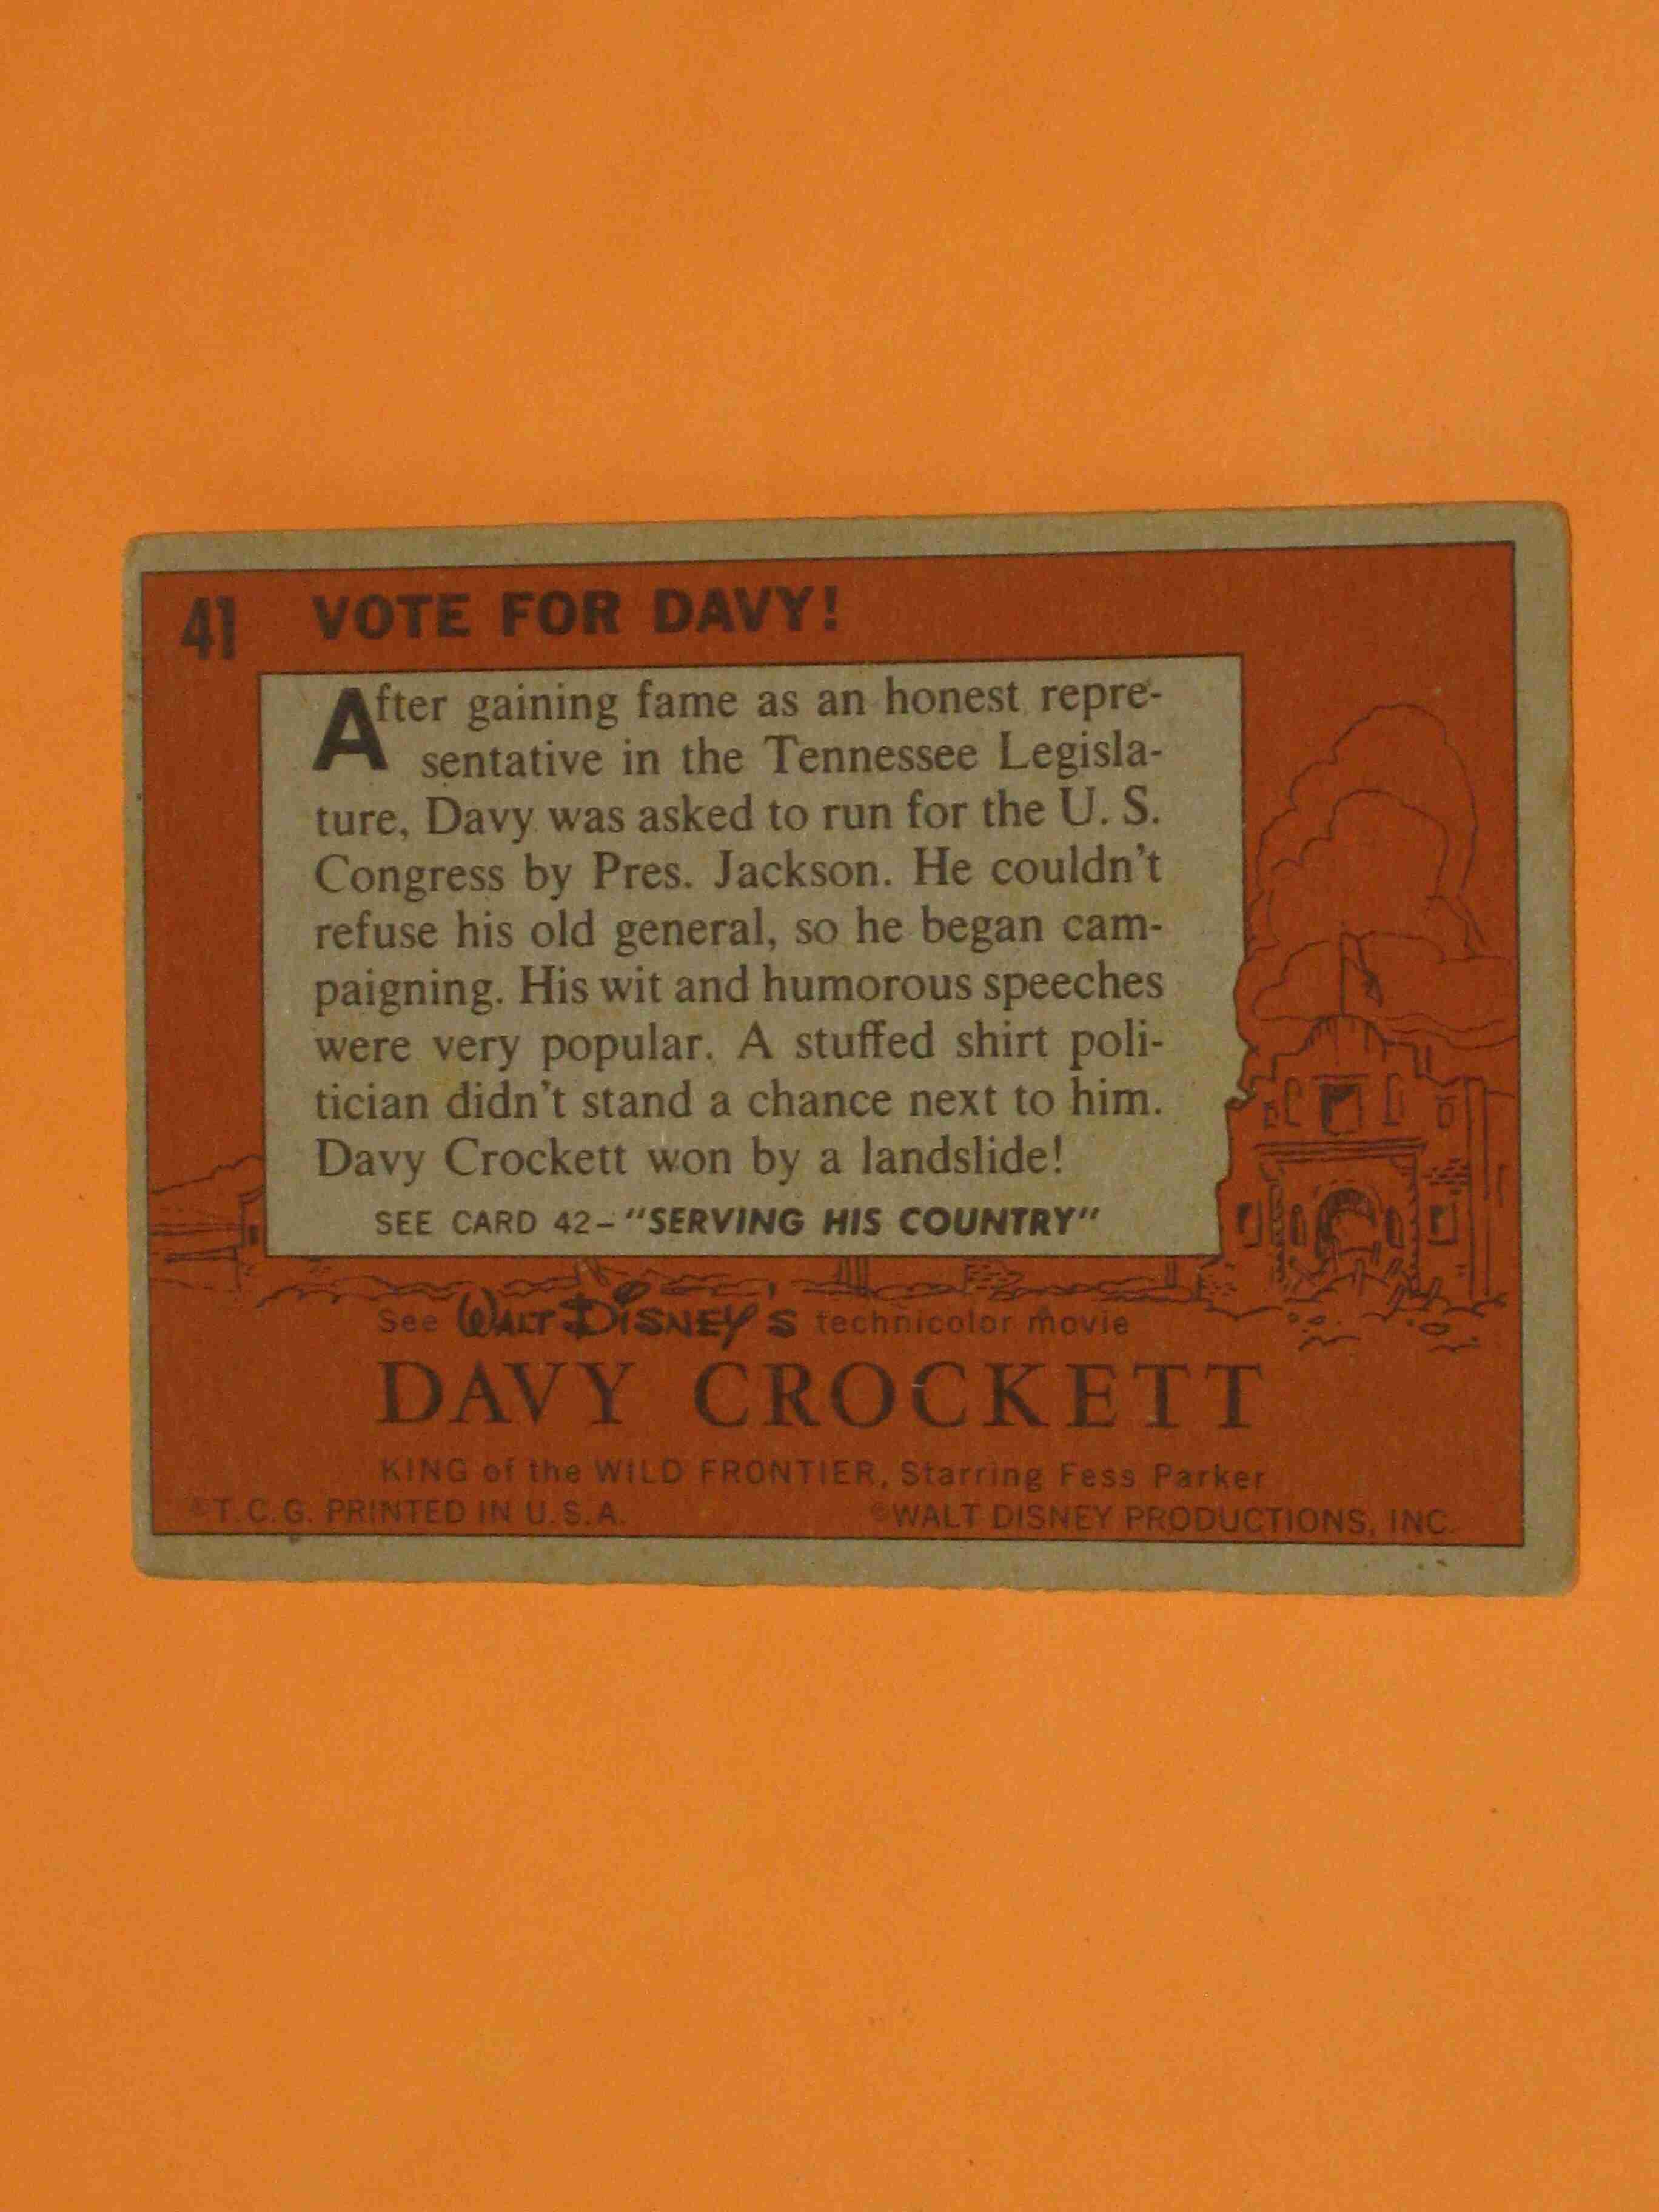 41 VOTE FOR DAVY!
After gaining fame as an honest repre-
sentative in the Tennessee Legisla-
ture, Davy was asked to run for the U. S.
Congress by Pres. Jackson. He couldn't
refuse his old general, so he began cam-
paigning. His wit and humorous speeches
were very popular. A stuffed shirt poli-
tician didn't stand a chance next to him.
Davy Crockett won by a landslide!
SEE CARD 42–"SERVING HIS COUNTRY"
See WALT DISNEY'S technicolor movie
DAVY CROCKETT
KING of the WILD FRONTIER, Starring Fess Parker
©T.C.G. PRINTED IN U.S.A. ©WALT DISNEY PRODUCTIONS, INC.